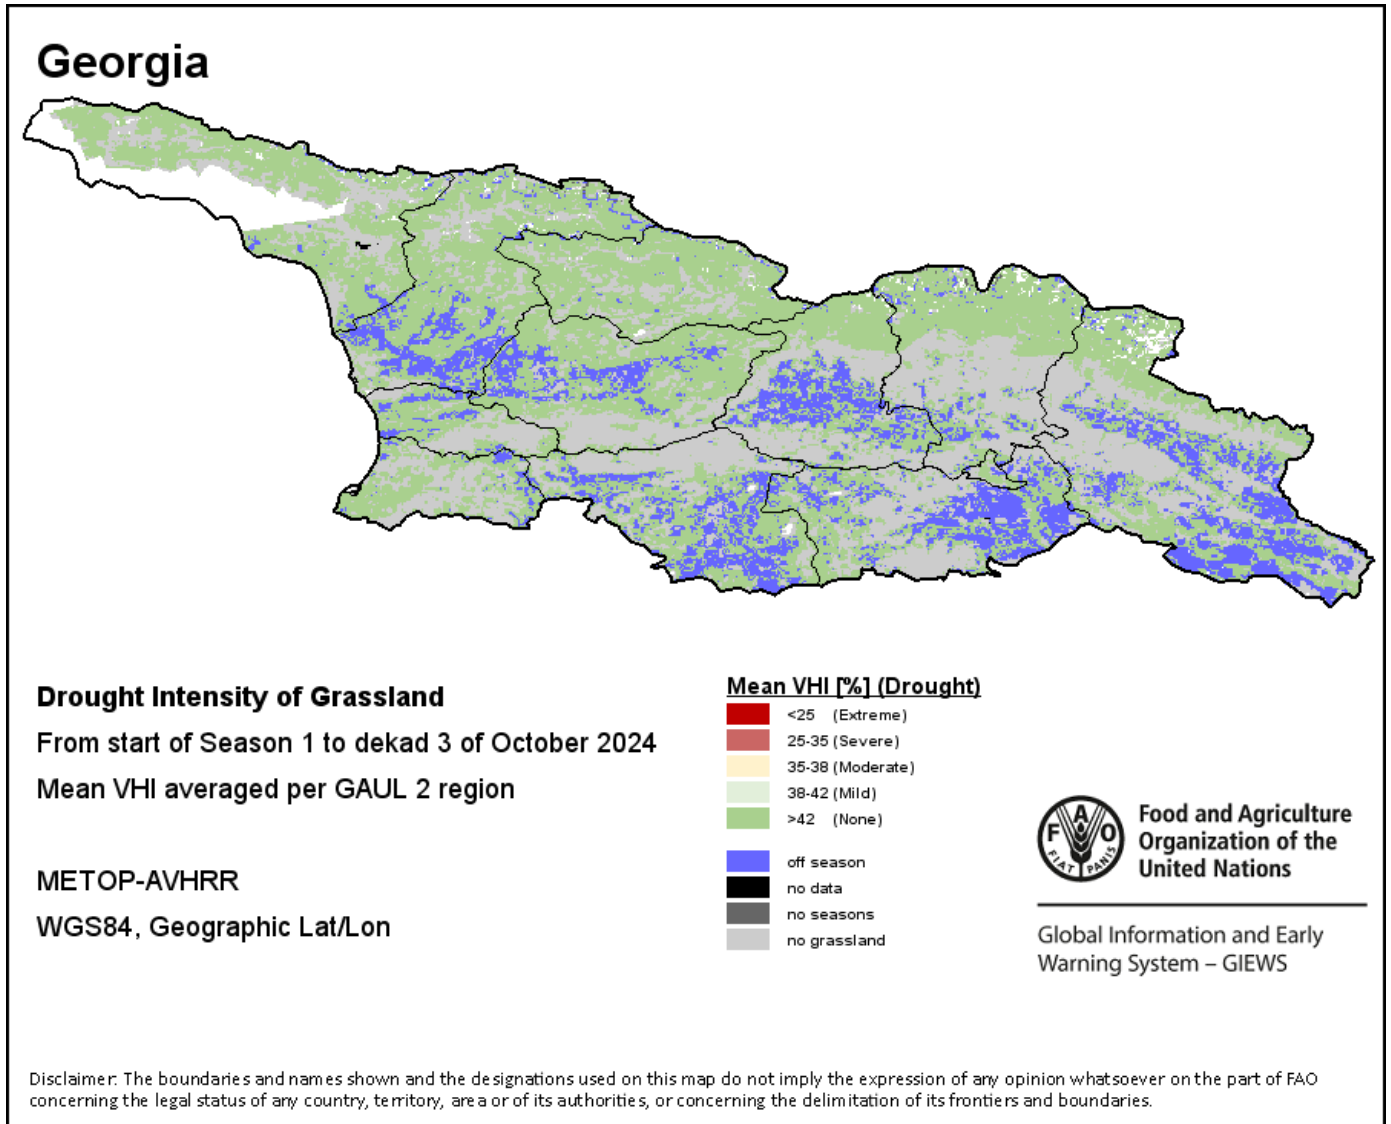 Georgia
Drought Intensity of Grassland
From start of Season 1 to dekad 3 of October 2024
Mean VHI averaged per GAUL 2 region
METOP-AVHRR
WGS84, Geographic Lat/Lon
Mean VHI [%] (Drought)
<25 (Extreme)
25-35 (Severe)
35-38 (Moderate)
38-42 (Mild)
>42 (None)
off season
no data
no seasons
no grassland
F A O
FIAT PANIS
Food and Agriculture
Organization of the
United Nations
Global Information and Early
Warning System – GIEWS
Disclaimer: The boundaries and names shown and the designations used on this map do not imply the expression of any opinion whatsoever on the part of FAO
concerning the legal status of any country, territory, area or of its authorities, or concerning the delimitation of its frontiers and boundaries.